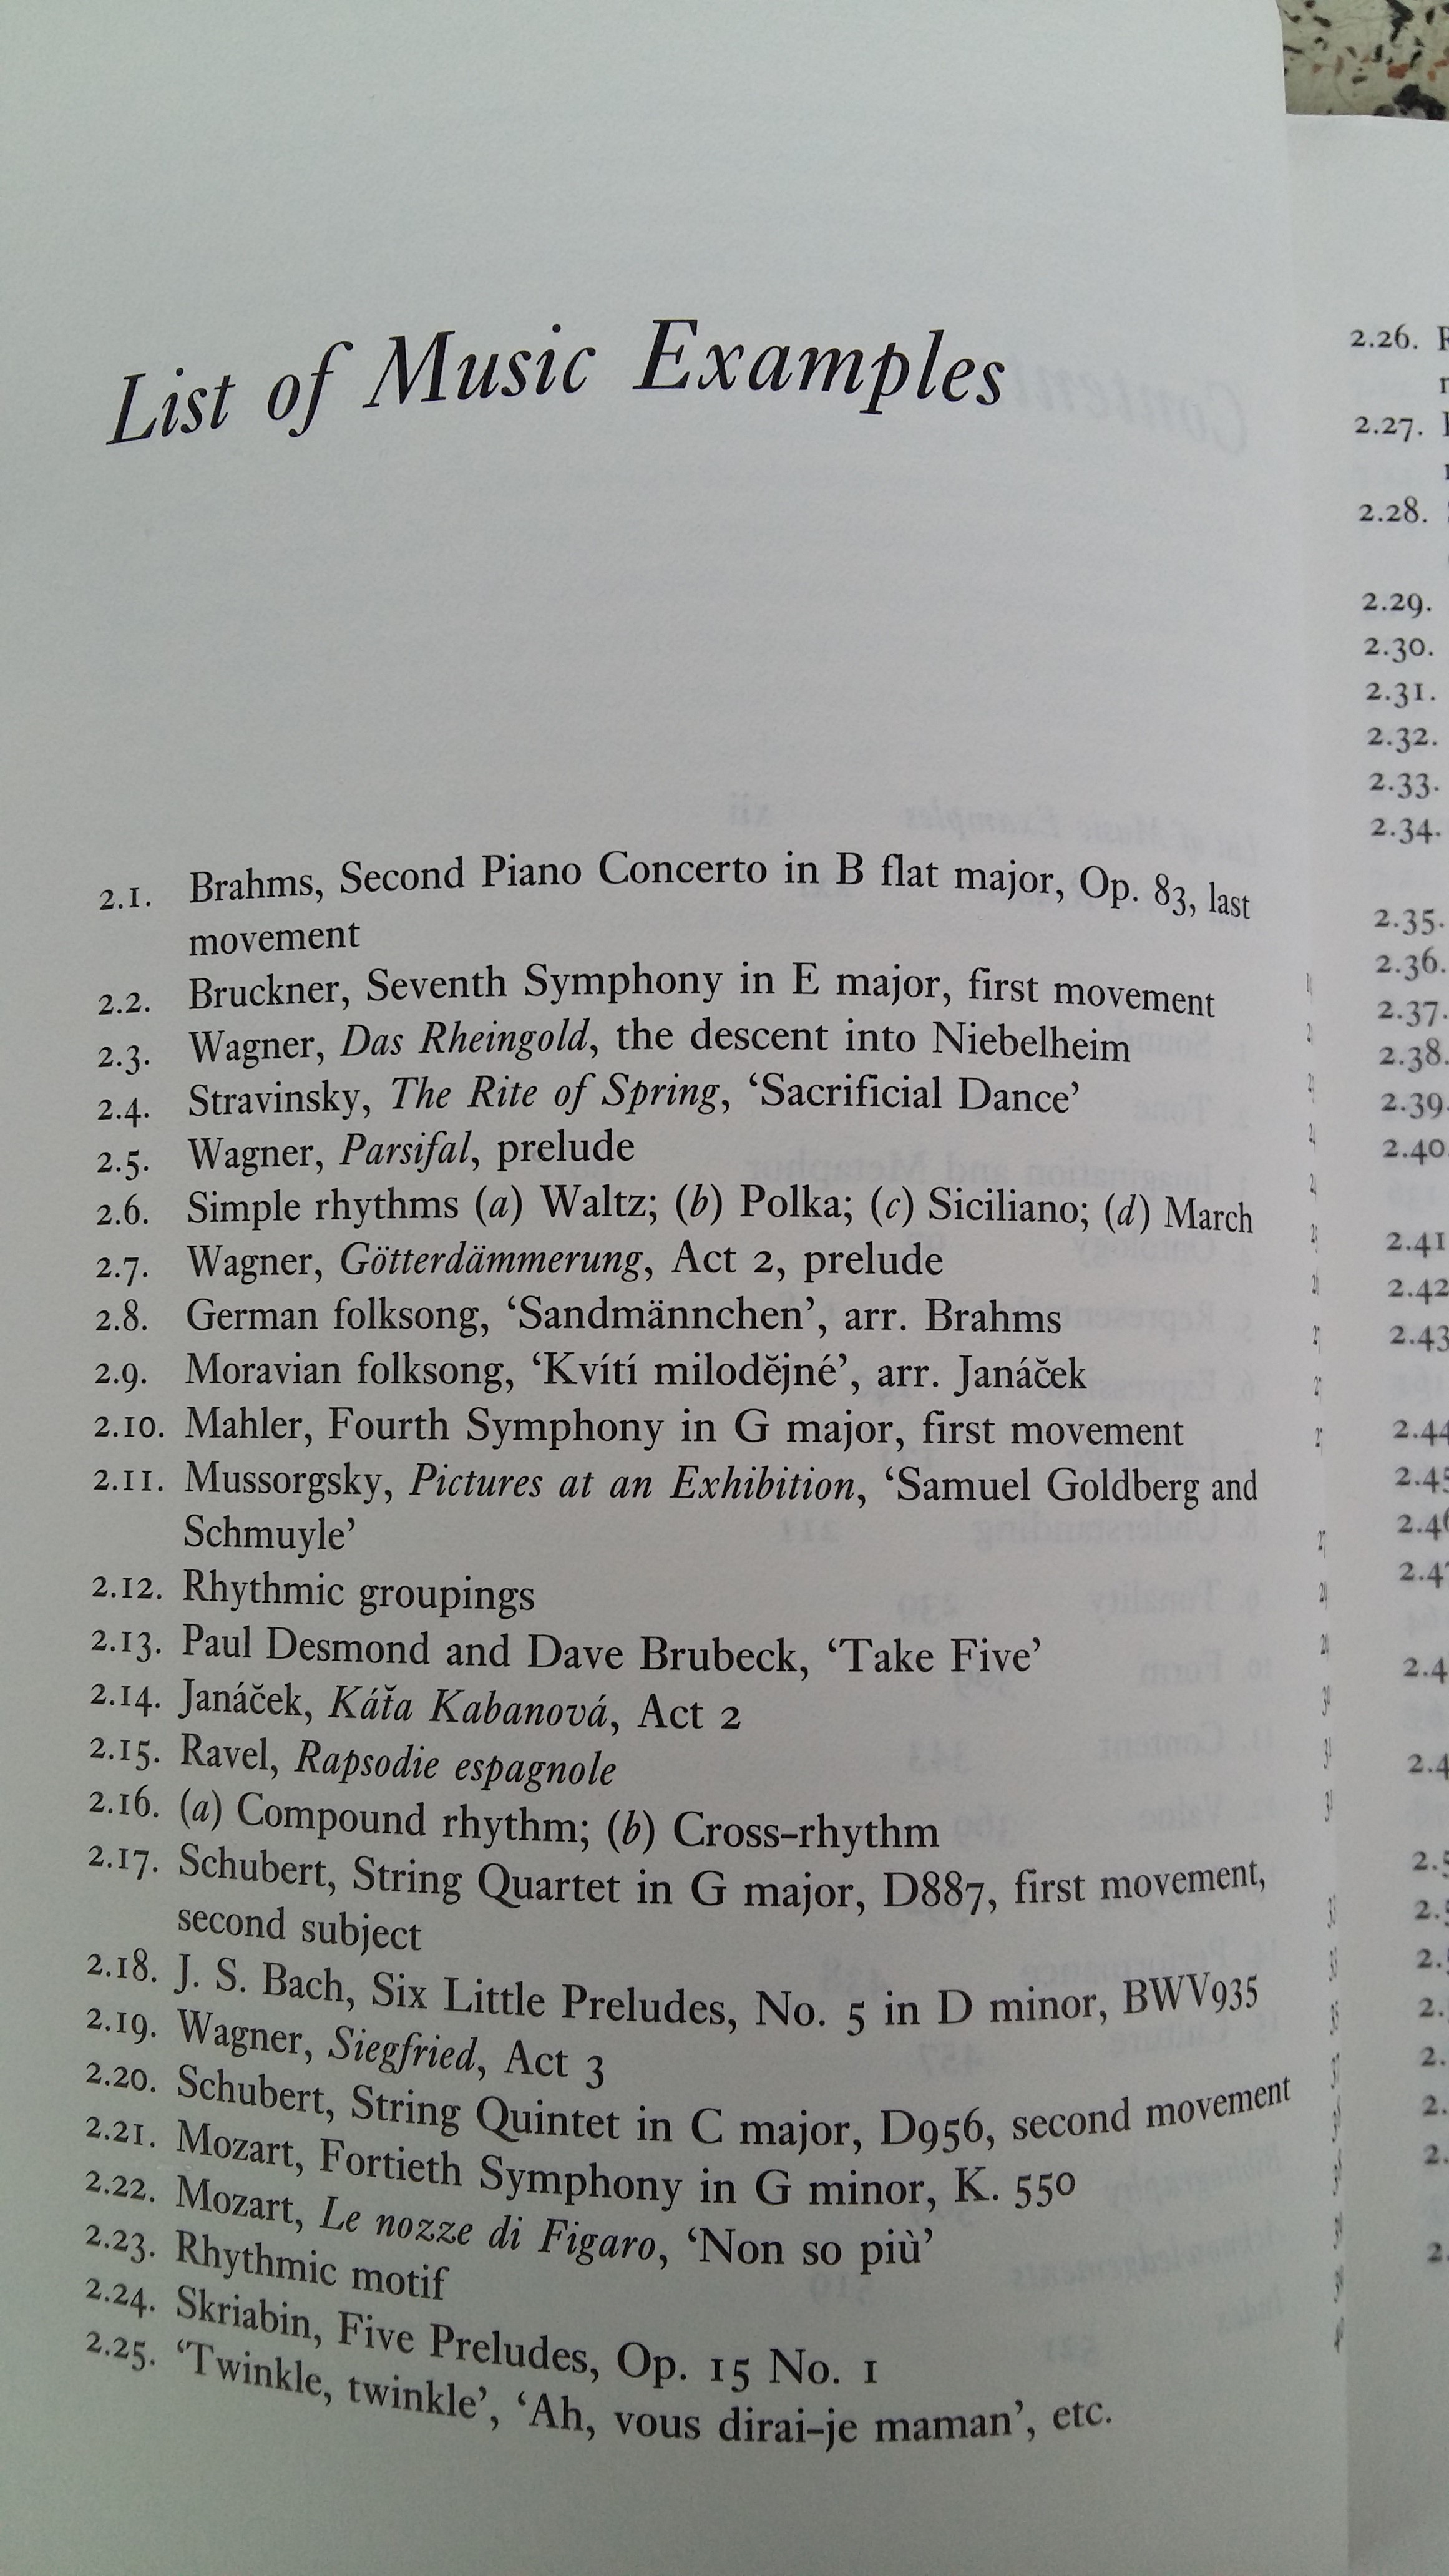 List of Music Examples
2.1. Brahms, Second Piano Concerto in B flat major, Op. 83, last
movement
2.2. Bruckner, Seventh Symphony in E major, first movement
2.3. Wagner, Das Rheingold, the descent into Niebelheim
2.4. Stravinsky, The Rite of Spring, ‘Sacrificial Dance’
2.5. Wagner, Parsifal, prelude
2.6. Simple rhythms (a) Waltz; (b) Polka; (c) Siciliano; (d) March
2.7. Wagner, Götterdämmerung, Act 2, prelude
2.8. German folksong, ‘Sandmännchen’, arr. Brahms
2.9. Moravian folksong, ‘Kvítí milodějné’, arr. Janáček
2.10. Mahler, Fourth Symphony in G major, first movement
2.11. Mussorgsky, Pictures at an Exhibition, ‘Samuel Goldberg and
Schmuyle’
2.12. Rhythmic groupings
2.13. Paul Desmond and Dave Brubeck, ‘Take Five’
2.14. Janáček, Káťa Kabanová, Act 2
2.15. Ravel, Rapsodie espagnole
2.16. (a) Compound rhythm; (b) Cross-rhythm
2.17. Schubert, String Quartet in G major, D887, first movement,
second subject
2.18. J. S. Bach, Six Little Preludes, No. 5 in D minor, BWV935
2.19. Wagner, Siegfried, Act 3
2.20. Schubert, String Quintet in C major, D956, second movement
2.21. Mozart, Fortieth Symphony in G minor, K. 550
2.22. Mozart, Le nozze di Figaro, ‘Non so più’
2.23. Rhythmic motif
2.24. Skriabin, Five Preludes, Op. 15 No. 1
2.25. ‘Twinkle, twinkle’, ‘Ah, vous dirai-je maman’, etc.
2.26.
2.27.
2.28.
2.29.
2.30.
2.31.
2.32.
2.33.
2.34.
2.35.
2.36.
2.37.
2.38.
2.39.
2.40.
2.41
2.42
2.43
2.44